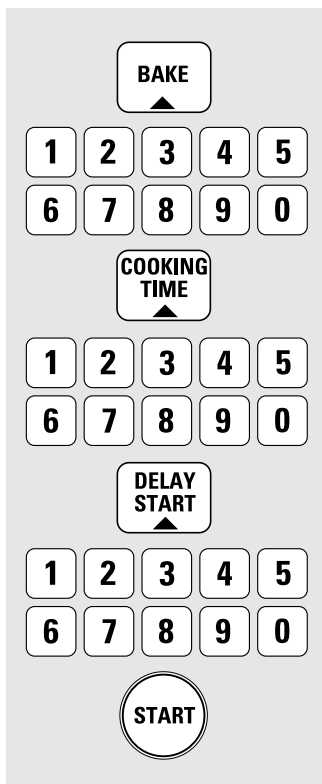 BAKE
1 2 3 4 5
6 7 8 9 0
COOKING
TIME
1 2 3 4 5
6 7 8 9 0
DELAY
START
1 2 3 4 5
6 7 8 9 0
START